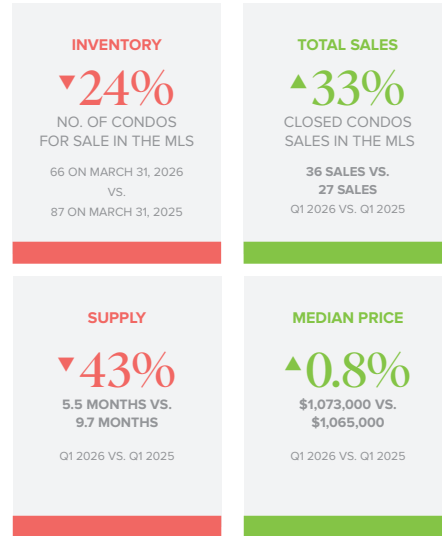 INVENTORY
▼24%
NO. OF CONDOS
FOR SALE IN THE MLS
66 ON MARCH 31, 2026
VS.
87 ON MARCH 31, 2025
TOTAL SALES
▲33%
CLOSED CONDOS
SALES IN THE MLS
36 SALES VS.
27 SALES
Q1 2026 VS. Q1 2025
SUPPLY
▼43%
5.5 MONTHS VS.
9.7 MONTHS
Q1 2026 VS. Q1 2025
MEDIAN PRICE
▲0.8%
$1,073,000 VS.
$1,065,000
Q1 2026 VS. Q1 2025